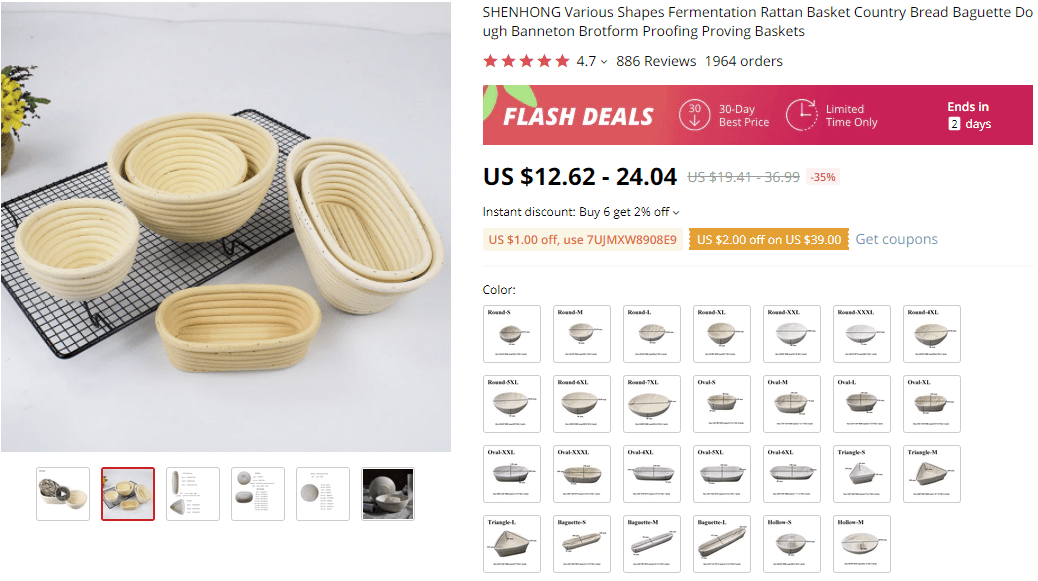 SHENHONG Various Shapes Fermentation Rattan Basket Country Bread Baguette Do
ugh Banneton Brotform Proofing Proving Baskets
4.7 886 Reviews 1964 orders
FLASH DEALS
30
30-Day
Best Price
Limited
Time Only
Ends in
2 days
US $12.62 - 24.04 US $19.41 - 36.99 -35%
Instant discount: Buy 6 get 2% off
US $1.00 off, use 7UJMXW8908E9 US $2.00 off on US $39.00 Get coupons
Color:
Round-S Round-M Round-L Round-XL Round-XXL Round-XXXL Round-4XL
Round-5XL Round-6XL Round-7XL Oval-S Oval-M Oval-L Oval-XL
Oval-XXL Oval-XXXL Oval-4XL Oval-5XL Oval-6XL Triangle-S Triangle-M
Triangle-L Baguette-S Baguette-M Baguette-L Hollow-S Hollow-M